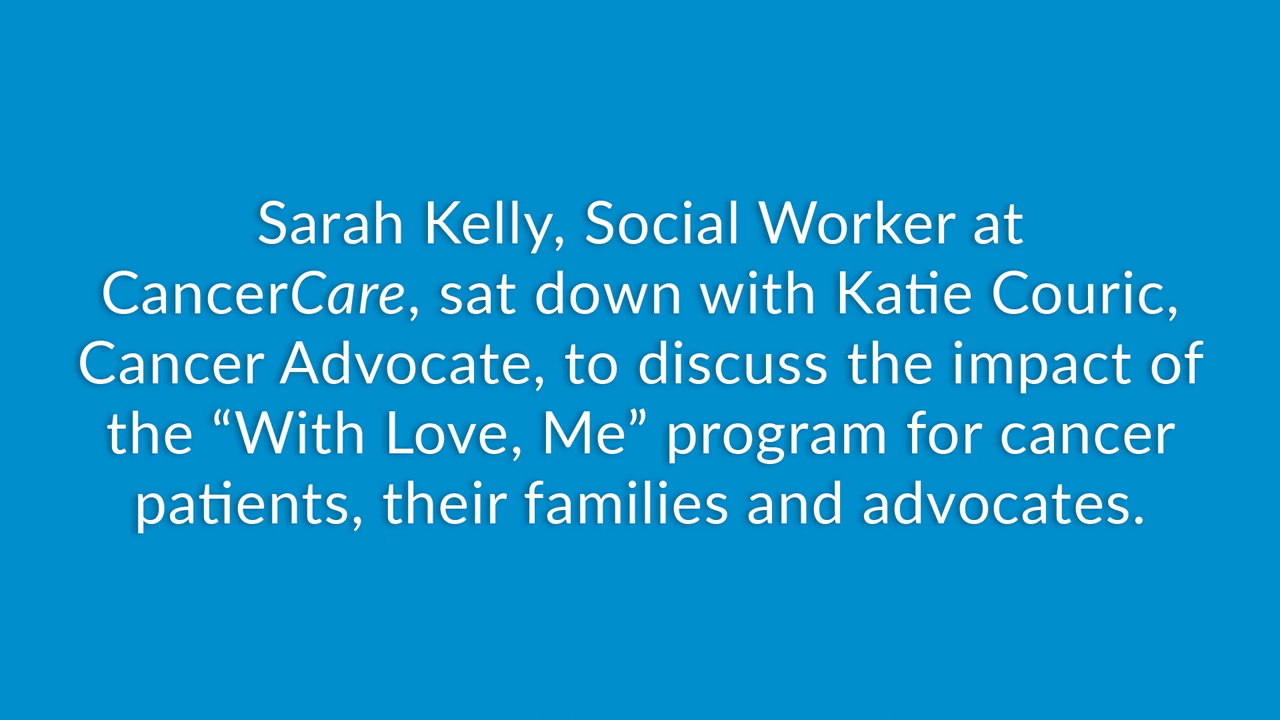 Sarah Kelly, Social Worker at
CancerCare, sat down with Katie Couric,
Cancer Advocate, to discuss the impact of
the “With Love, Me” program for cancer
patients, their families and advocates.